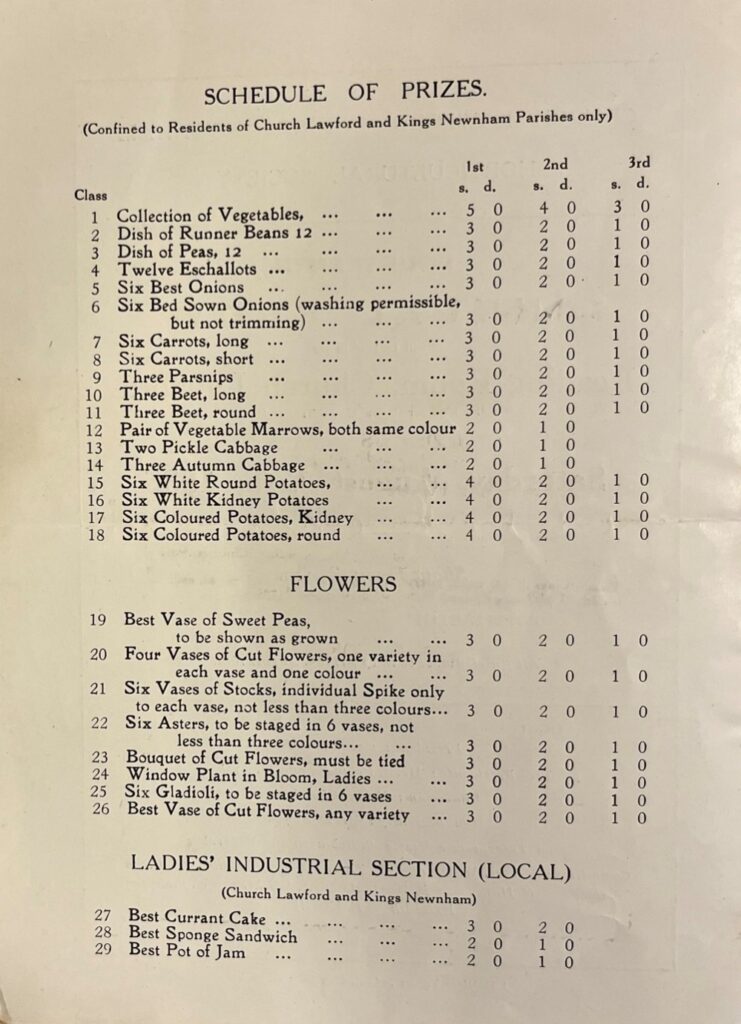 SCHEDULE OF PRIZES.
(Confined to Residents of Church Lawford and Kings Newnham Parishes only)
1st 2nd 3rd
Class s. d. s. d. s. d.
1 Collection of Vegetables, ... ... ... 5 0 4 0 3 0
2 Dish of Runner Beans 12 ... ... ... 3 0 2 0 1 0
3 Dish of Peas, 12 ... ... ... ... 3 0 2 0 1 0
4 Twelve Eschallots ... ... ... ... 3 0 2 0 1 0
5 Six Best Onions ... ... ... ... 3 0 2 0 1 0
6 Six Bed Sown Onions (washing permissible,
but not trimming) ... ... ... 3 0 2 0 1 0
7 Six Carrots, long ... ... ... ... 3 0 2 0 1 0
8 Six Carrots, short ... ... ... ... 3 0 2 0 1 0
9 Three Parsnips ... ... ... ... 3 0 2 0 1 0
10 Three Beet, long ... ... ... ... 3 0 2 0 1 0
11 Three Beet, round ... ... ... ... 3 0 2 0 1 0
12 Pair of Vegetable Marrows, both same colour 2 0 1 0
13 Two Pickle Cabbage ... ... ... 2 0 1 0
14 Three Autumn Cabbage ... ... ... 2 0 1 0
15 Six White Round Potatoes, ... ... 4 0 2 0 1 0
16 Six White Kidney Potatoes ... ... 4 0 2 0 1 0
17 Six Coloured Potatoes, Kidney ... ... 4 0 2 0 1 0
18 Six Coloured Potatoes, round ... ... 4 0 2 0 1 0
FLOWERS
19 Best Vase of Sweet Peas,
to be shown as grown ... ... 3 0 2 0 1 0
20 Four Vases of Cut Flowers, one variety in
each vase and one colour ... ... 3 0 2 0 1 0
21 Six Vases of Stocks, individual Spike only
to each vase, not less than three colours... 3 0 2 0 1 0
22 Six Asters, to be staged in 6 vases, not
less than three colours... ... 3 0 2 0 1 0
23 Bouquet of Cut Flowers, must be tied 3 0 2 0 1 0
24 Window Plant in Bloom, Ladies ... ... 3 0 2 0 1 0
25 Six Gladioli, to be staged in 6 vases ... 3 0 2 0 1 0
26 Best Vase of Cut Flowers, any variety ... 3 0 2 0 1 0
LADIES' INDUSTRIAL SECTION (LOCAL)
(Church Lawford and Kings Newnham)
27 Best Currant Cake ... ... ... ... 3 0 2 0
28 Best Sponge Sandwich ... ... ... 2 0 1 0
29 Best Pot of Jam ... ... ... ... 2 0 1 0